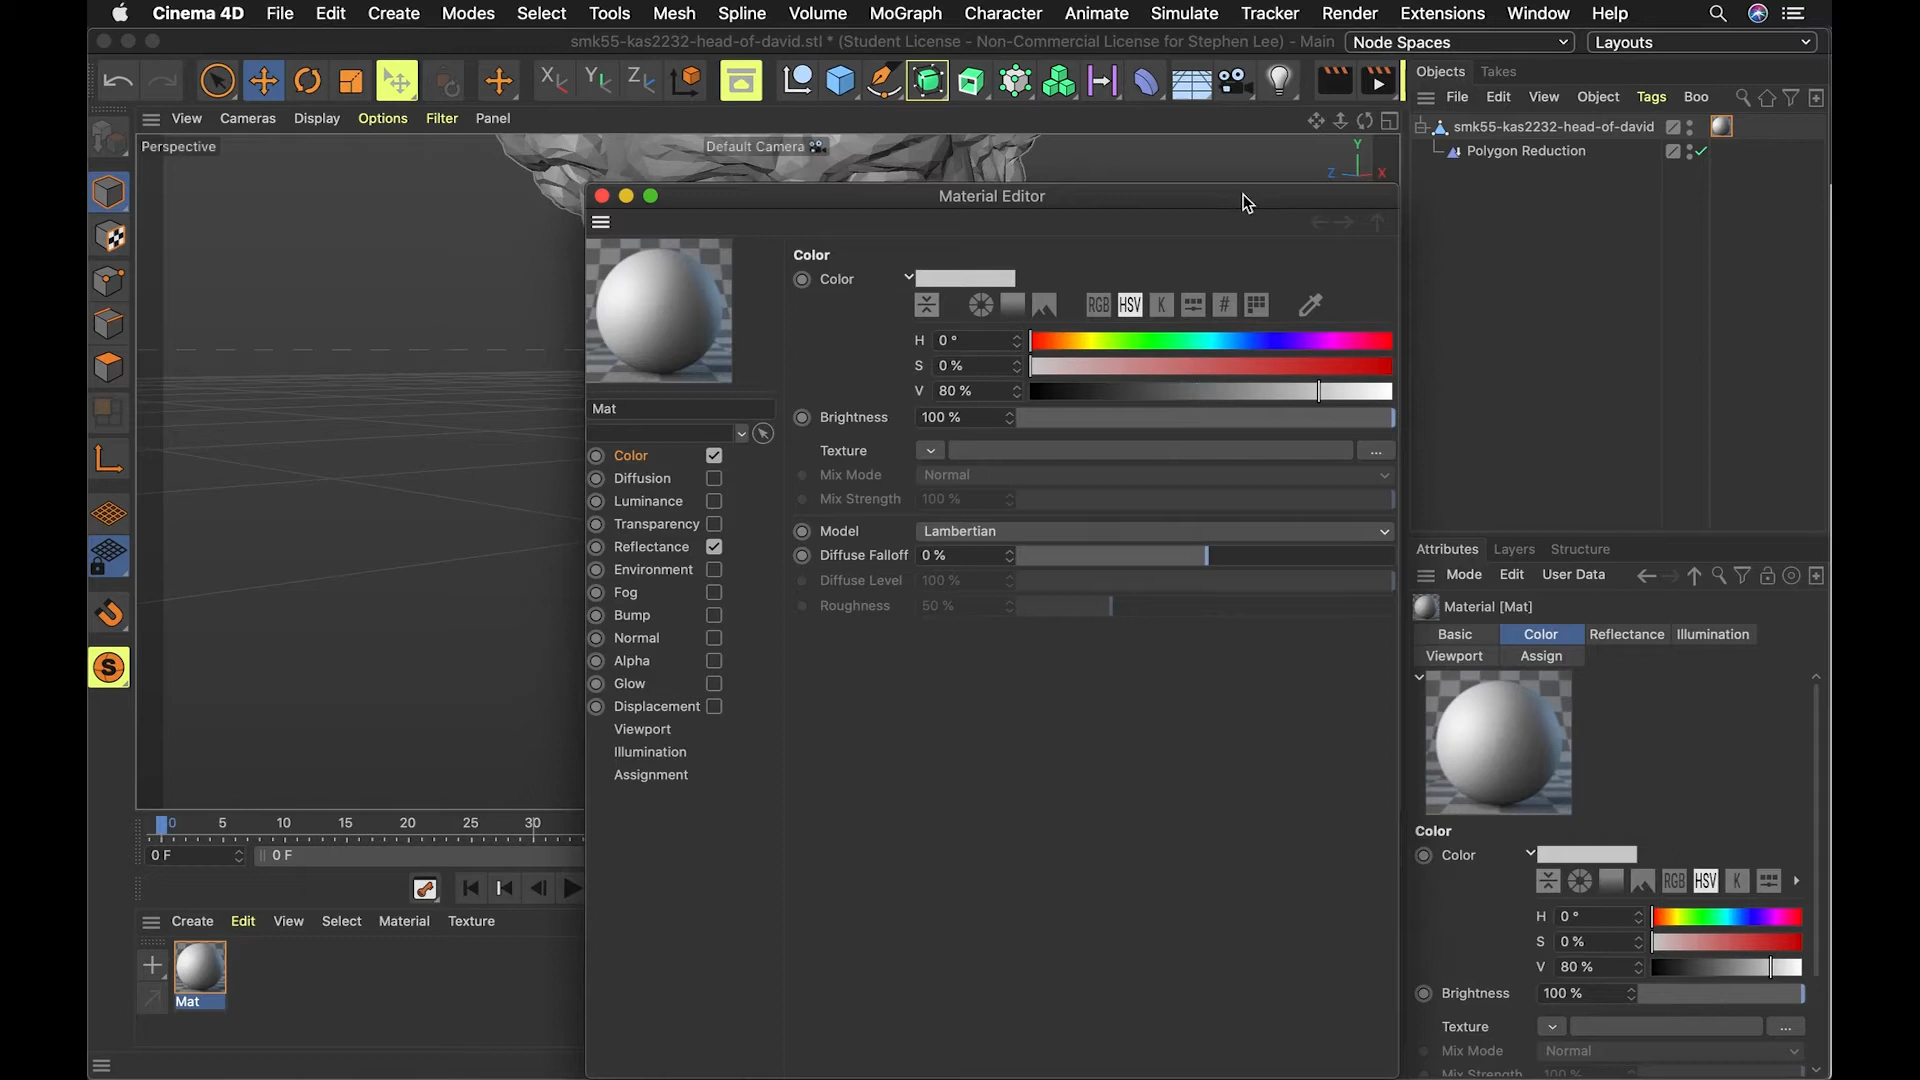 Cinema 4D File Edit Create Modes Select Tools Mesh Spline Volume MoGraph Character Animate Simulate Tracker Render Extensions Window Help
smk55-kas2232-head-of-david.stl * (Student License - Non-Commercial License for Stephen Lee) - Main Node Spaces Layouts
Objects Takes
File Edit View Object Tags Boo
smk55-kas2232-head-of-david
Polygon Reduction
View Cameras Display Options Filter Panel
Perspective
Default Camera
Y
Z X
Material Editor
Color
Color
RGB HSV K #
H 0 °
S 0 %
V 80 %
Brightness 100 %
Texture ...
Mix Mode Normal
Mix Strength 100 %
Model Lambertian
Diffuse Falloff 0 %
Diffuse Level 100 %
Roughness 50 %
Mat
Color
Diffusion
Luminance
Transparency
Reflectance
Environment
Fog
Bump
Normal
Alpha
Glow
Displacement
Viewport
Illumination
Assignment
0 5 10 15 20 25 30
0 F 0 F
Create Edit View Select Material Texture
Mat
Attributes Layers Structure
Mode Edit User Data
Material [Mat]
Basic Color Reflectance Illumination
Viewport Assign
Color
Color
RGB HSV K
H 0 °
S 0 %
V 80 %
Brightness 100 %
Texture ...
Mix Mode Normal
Mix Strength 100 %
X Y Z
S